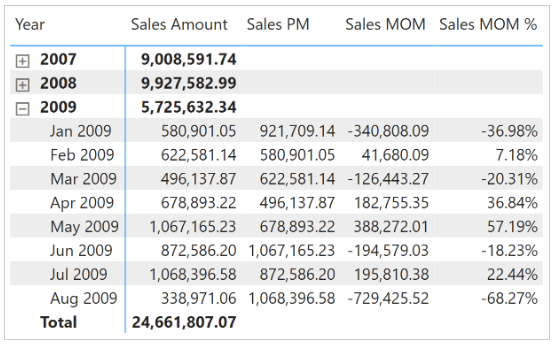 Year Sales Amount Sales PM Sales MOM Sales MOM %
2007 9,008,591.74
2008 9,927,582.99
2009 5,725,632.34
Jan 2009 580,901.05 921,709.14 -340,808.09 -36.98%
Feb 2009 622,581.14 580,901.05 41,680.09 7.18%
Mar 2009 496,137.87 622,581.14 -126,443.27 -20.31%
Apr 2009 678,893.22 496,137.87 182,755.35 36.84%
May 2009 1,067,165.23 678,893.22 388,272.01 57.19%
Jun 2009 872,586.20 1,067,165.23 -194,579.03 -18.23%
Jul 2009 1,068,396.58 872,586.20 195,810.38 22.44%
Aug 2009 338,971.06 1,068,396.58 -729,425.52 -68.27%
Total 24,661,807.07